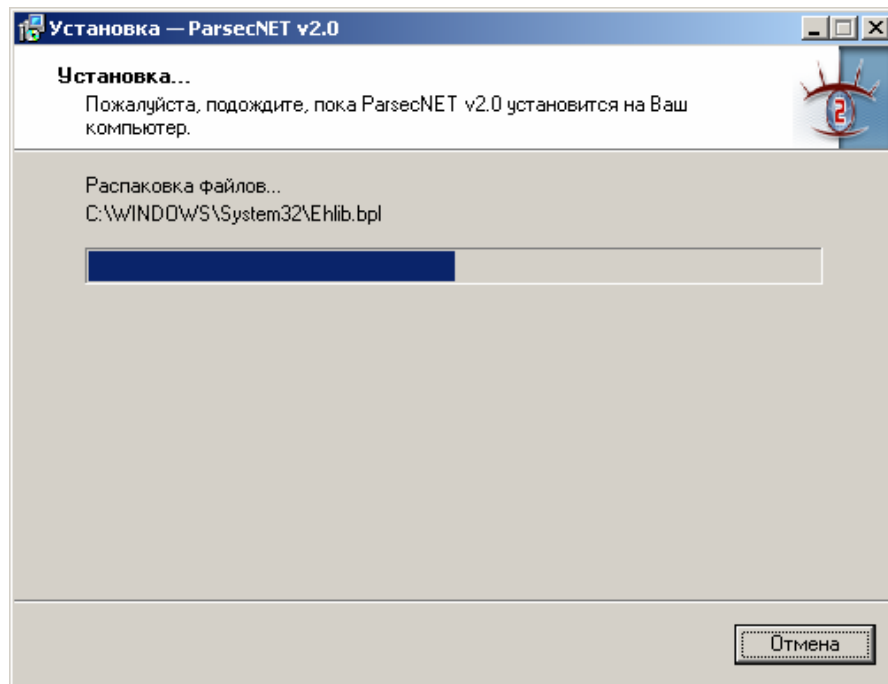 Установка — ParsecNET v2.0
Установка...
Пожалуйста, подождите, пока ParsecNET v2.0 установится на Ваш
компьютер.
2
Распаковка файлов...
C:\WINDOWS\System32\Ehlib.bpl
Отмена